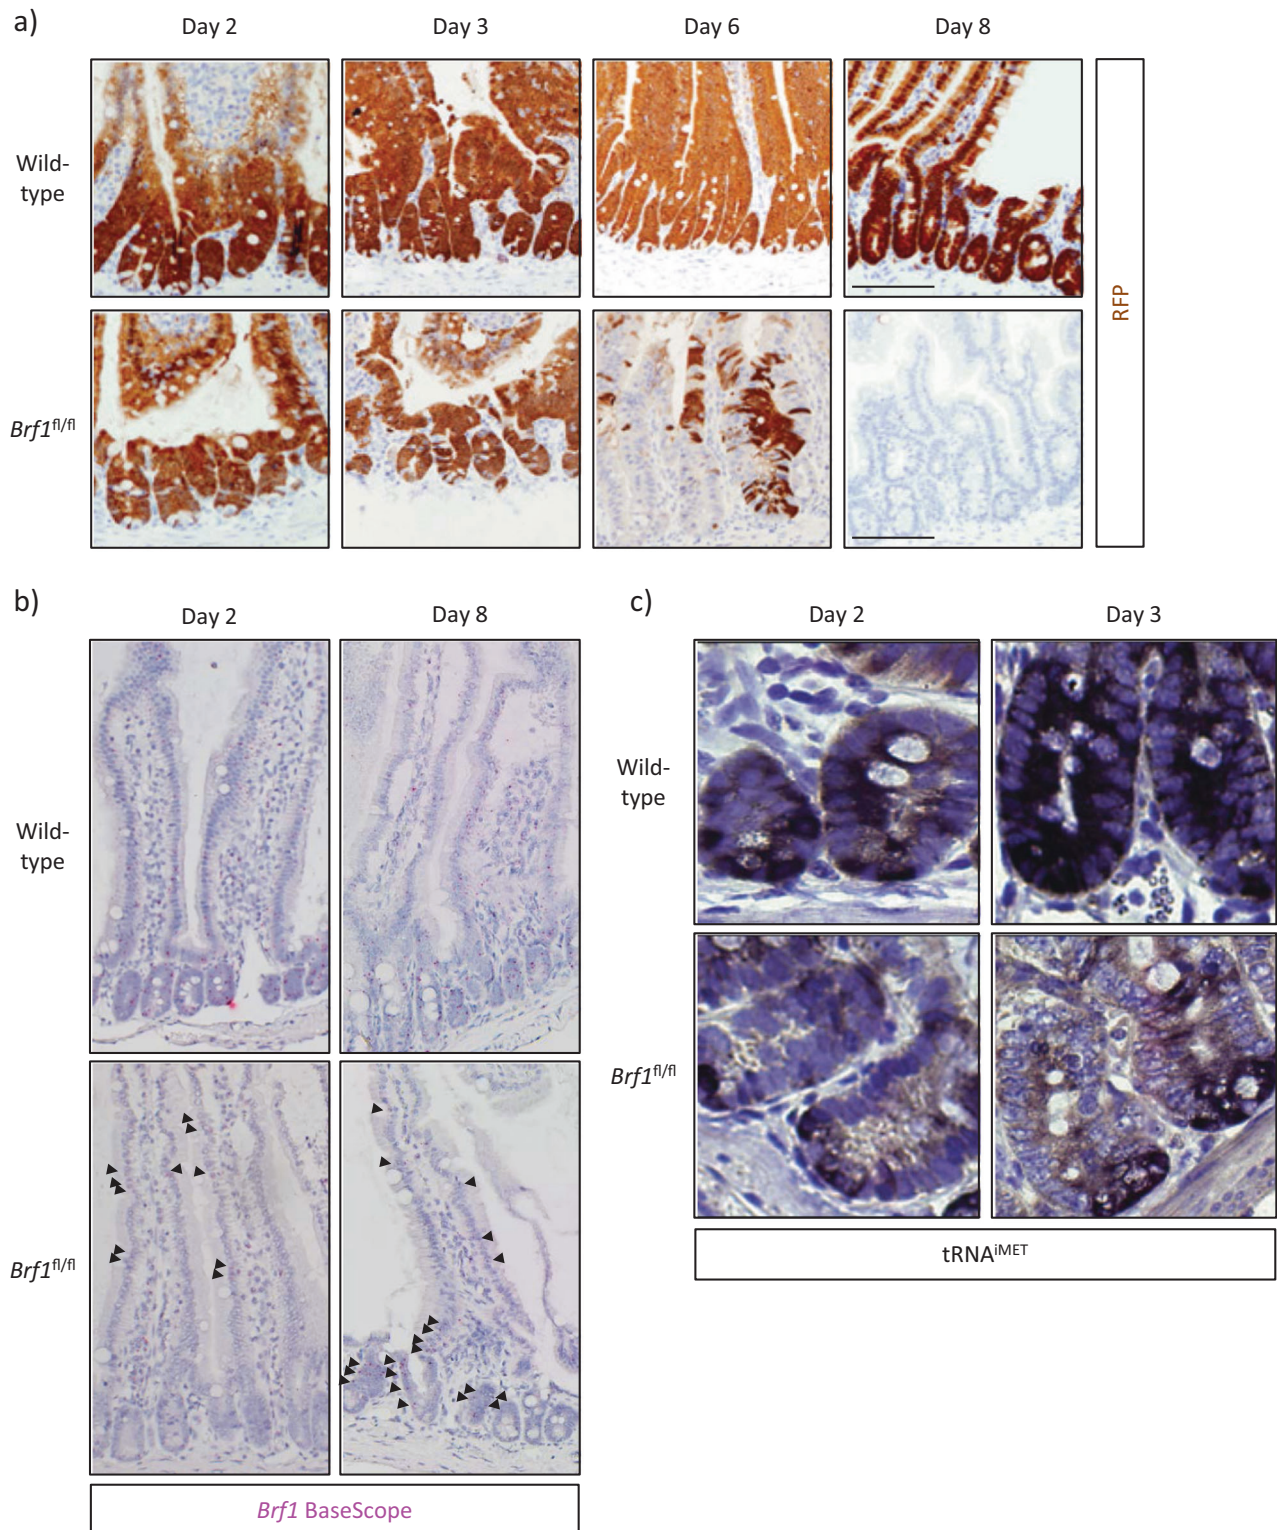 a)
Day 2
Day 3
Day 6
Day 8
Wild-
type
Brf1fl/fl
RFP
b)
Day 2
Day 8
Wild-
type
Brf1fl/fl
Brf1 BaseScope
c)
Day 2
Day 3
Wild-
type
Brf1fl/fl
tRNAiMET